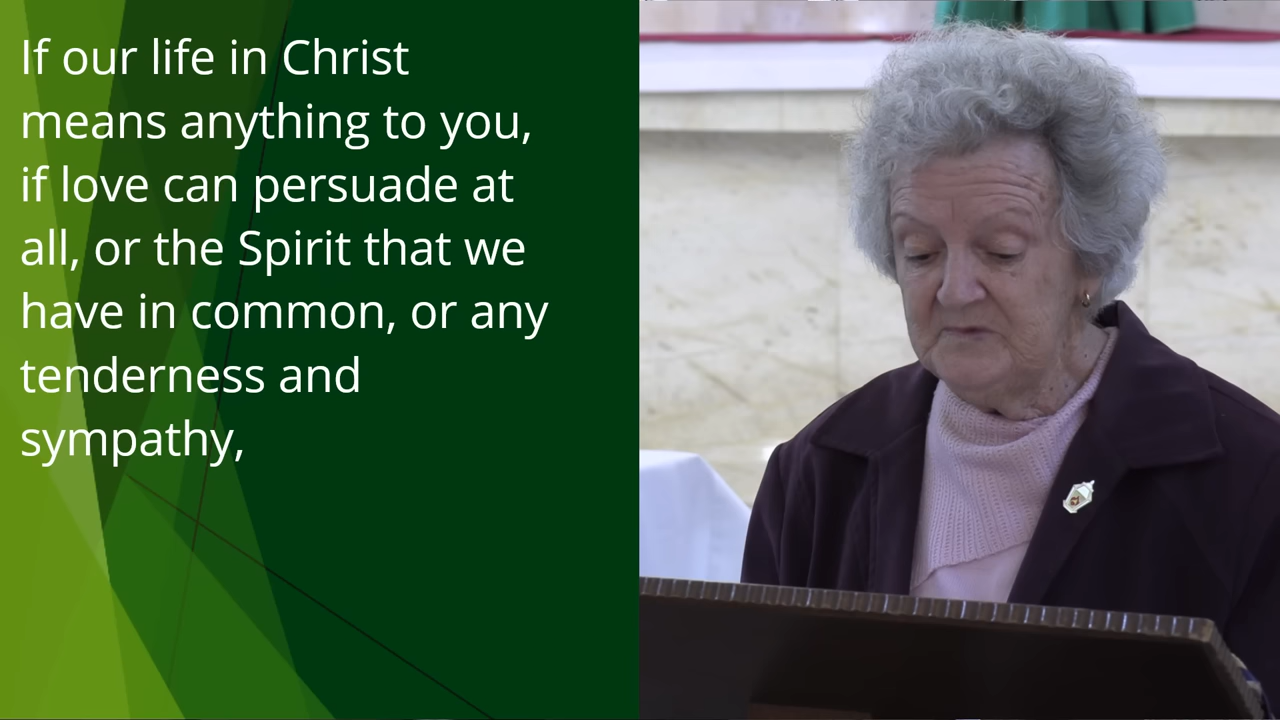 If our life in Christ
means anything to you,
if love can persuade at
all, or the Spirit that we
have in common, or any
tenderness and
sympathy,